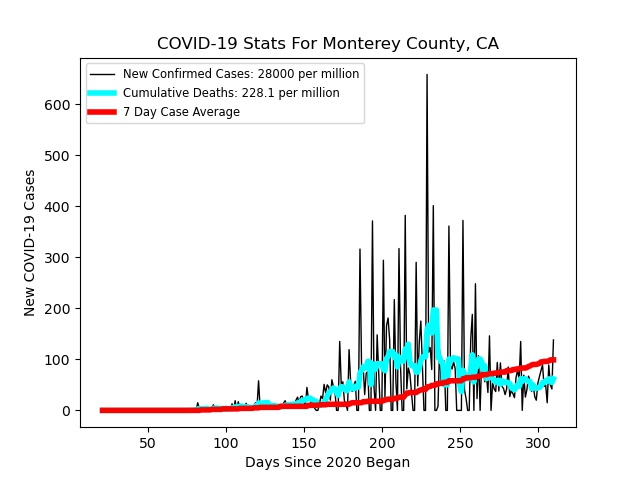 COVID-19 Stats For Monterey County, CA
New Confirmed Cases: 28000 per million
Cumulative Deaths: 228.1 per million
7 Day Case Average
New COVID-19 Cases
600
500
400
300
200
100
0
50 100 150 200 250 300
Days Since 2020 Began